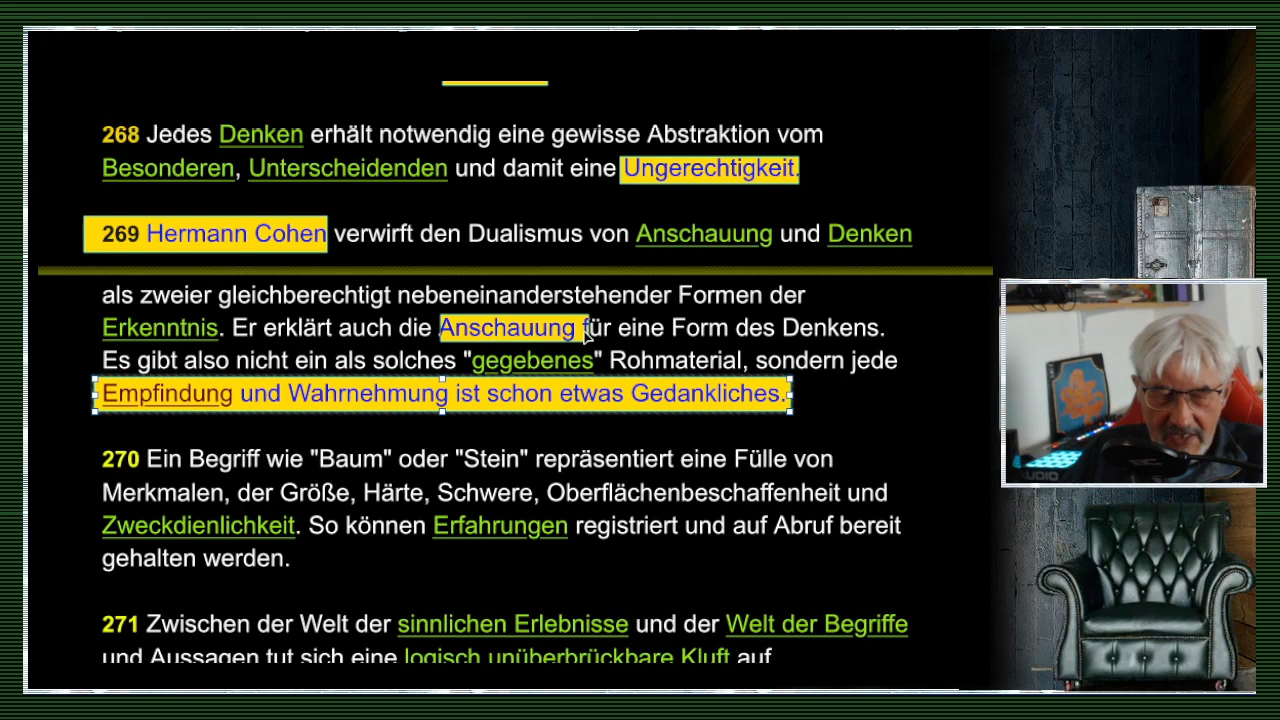 268 Jedes Denken erhält notwendig eine gewisse Abstraktion vom
Besonderen, Unterscheidenden und damit eine Ungerechtigkeit.
269 Hermann Cohen verwirft den Dualismus von Anschauung und Denken
als zweier gleichberechtigt nebeneinanderstehender Formen der
Erkenntnis. Er erklärt auch die Anschauung für eine Form des Denkens.
Es gibt also nicht ein als solches "gegebenes" Rohmaterial, sondern jede
Empfindung und Wahrnehmung ist schon etwas Gedankliches.
270 Ein Begriff wie "Baum" oder "Stein" repräsentiert eine Fülle von
Merkmalen, der Größe, Härte, Schwere, Oberflächenbeschaffenheit und
Zweckdienlichkeit. So können Erfahrungen registriert und auf Abruf bereit
gehalten werden.
271 Zwischen der Welt der sinnlichen Erlebnisse und der Welt der Begriffe
und Aussagen tut sich eine logisch unüberbrückbare Kluft auf